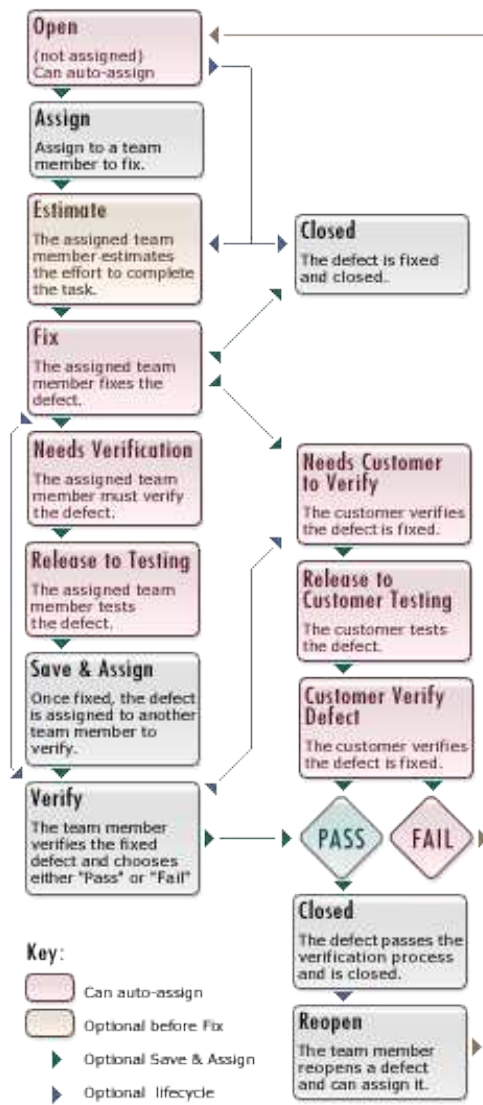 Open
(not assigned)
Can auto-assign
Assign
Assign to a team
member to fix.
Estimate
The assigned team
member estimates
the effort to complete
the task.
Closed
The defect is fixed
and closed.
Fix
The assigned team
member fixes the
defect.
Needs Verification
The assigned team
member must verify
the defect.
Needs Customer
to Verify
The customer verifies
the defect is fixed.
Release to Testing
The assigned team
member tests
the defect.
Release to
Customer Testing
The customer tests
the defect.
Save & Assign
Once fixed, the defect
is assigned to another
team member to
verify.
Customer Verify
Defect
The customer verifies
the defect is fixed.
Verify
The team member
verifies the fixed
defect and chooses
either "Pass" or "Fail"
PASS
FAIL
Closed
The defect passes the
verification process
and is closed.
Reopen
The team member
reopens a defect
and can assign it.
Key:
Can auto-assign
Optional before Fix
Optional Save & Assign
Optional lifecycle